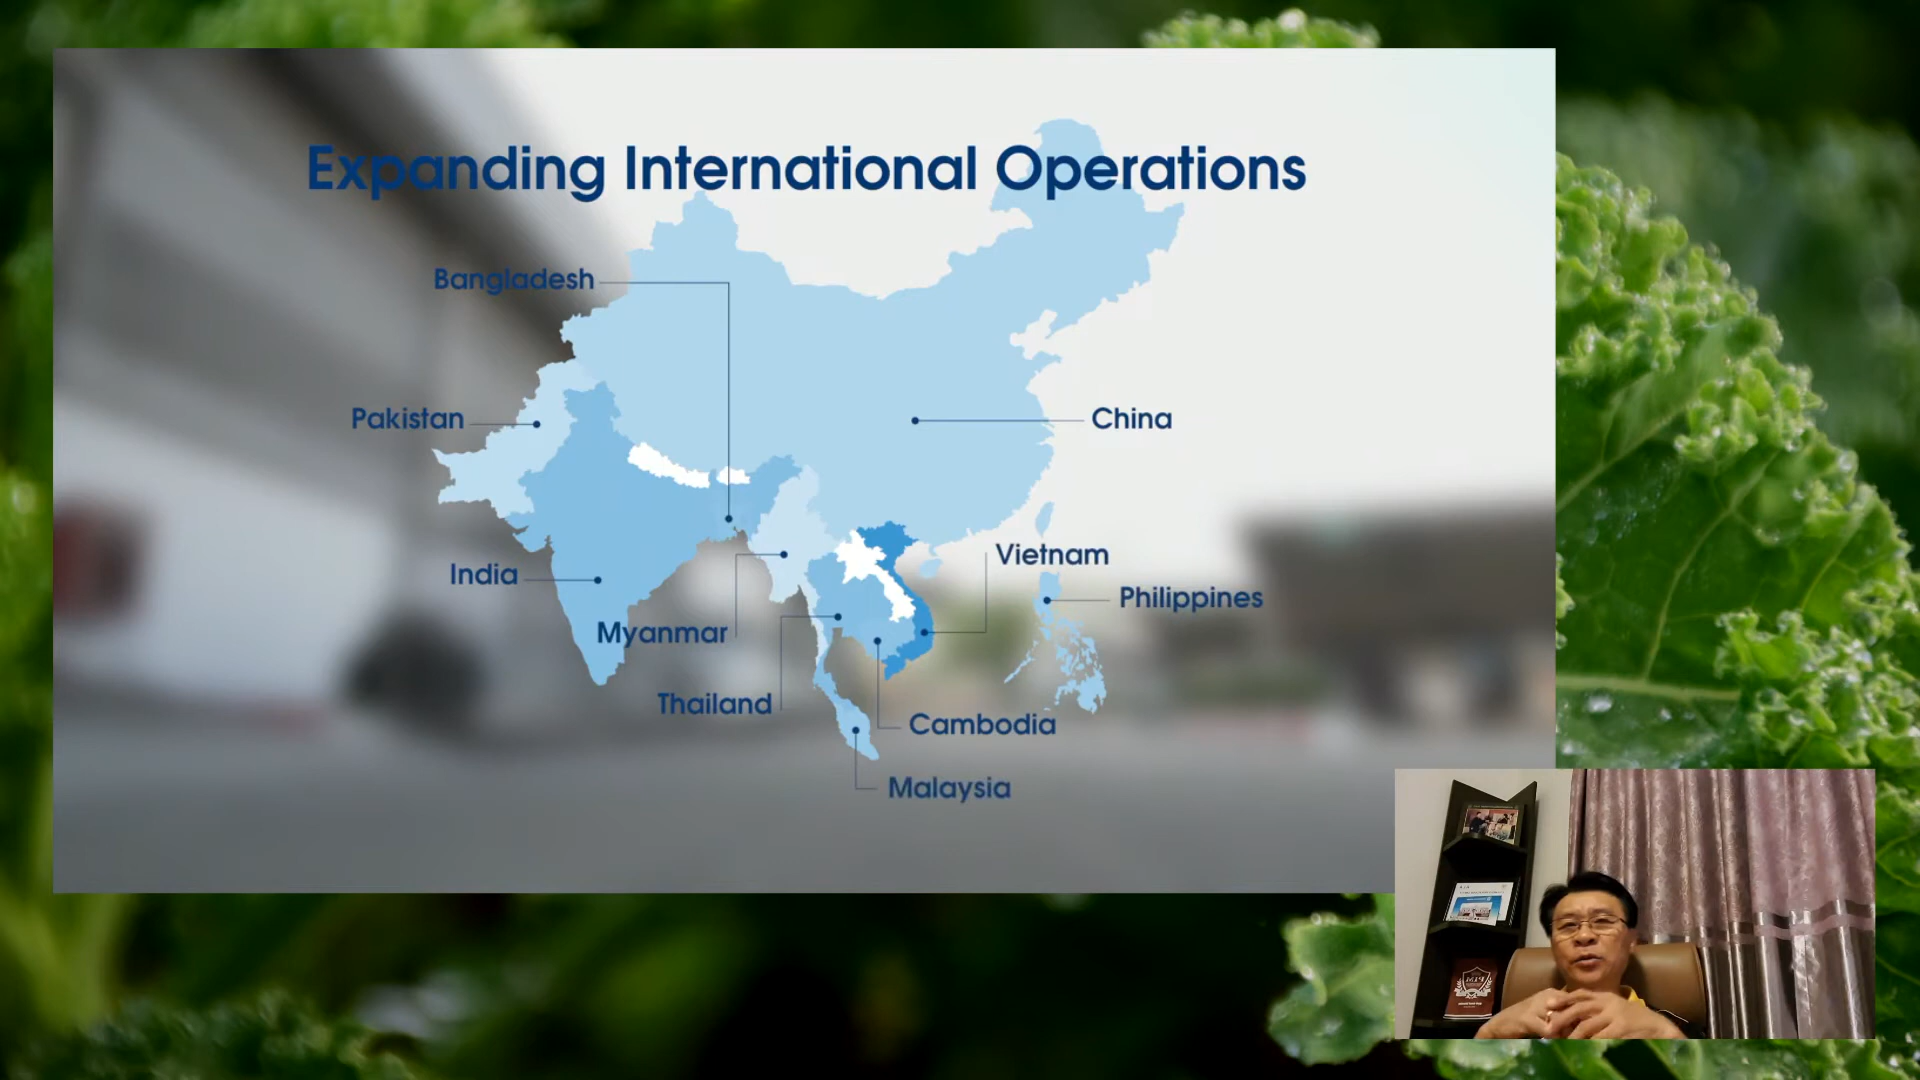 Expanding International Operations
Bangladesh
Pakistan
China
Vietnam
India
Philippines
Myanmar
Thailand
Cambodia
Malaysia